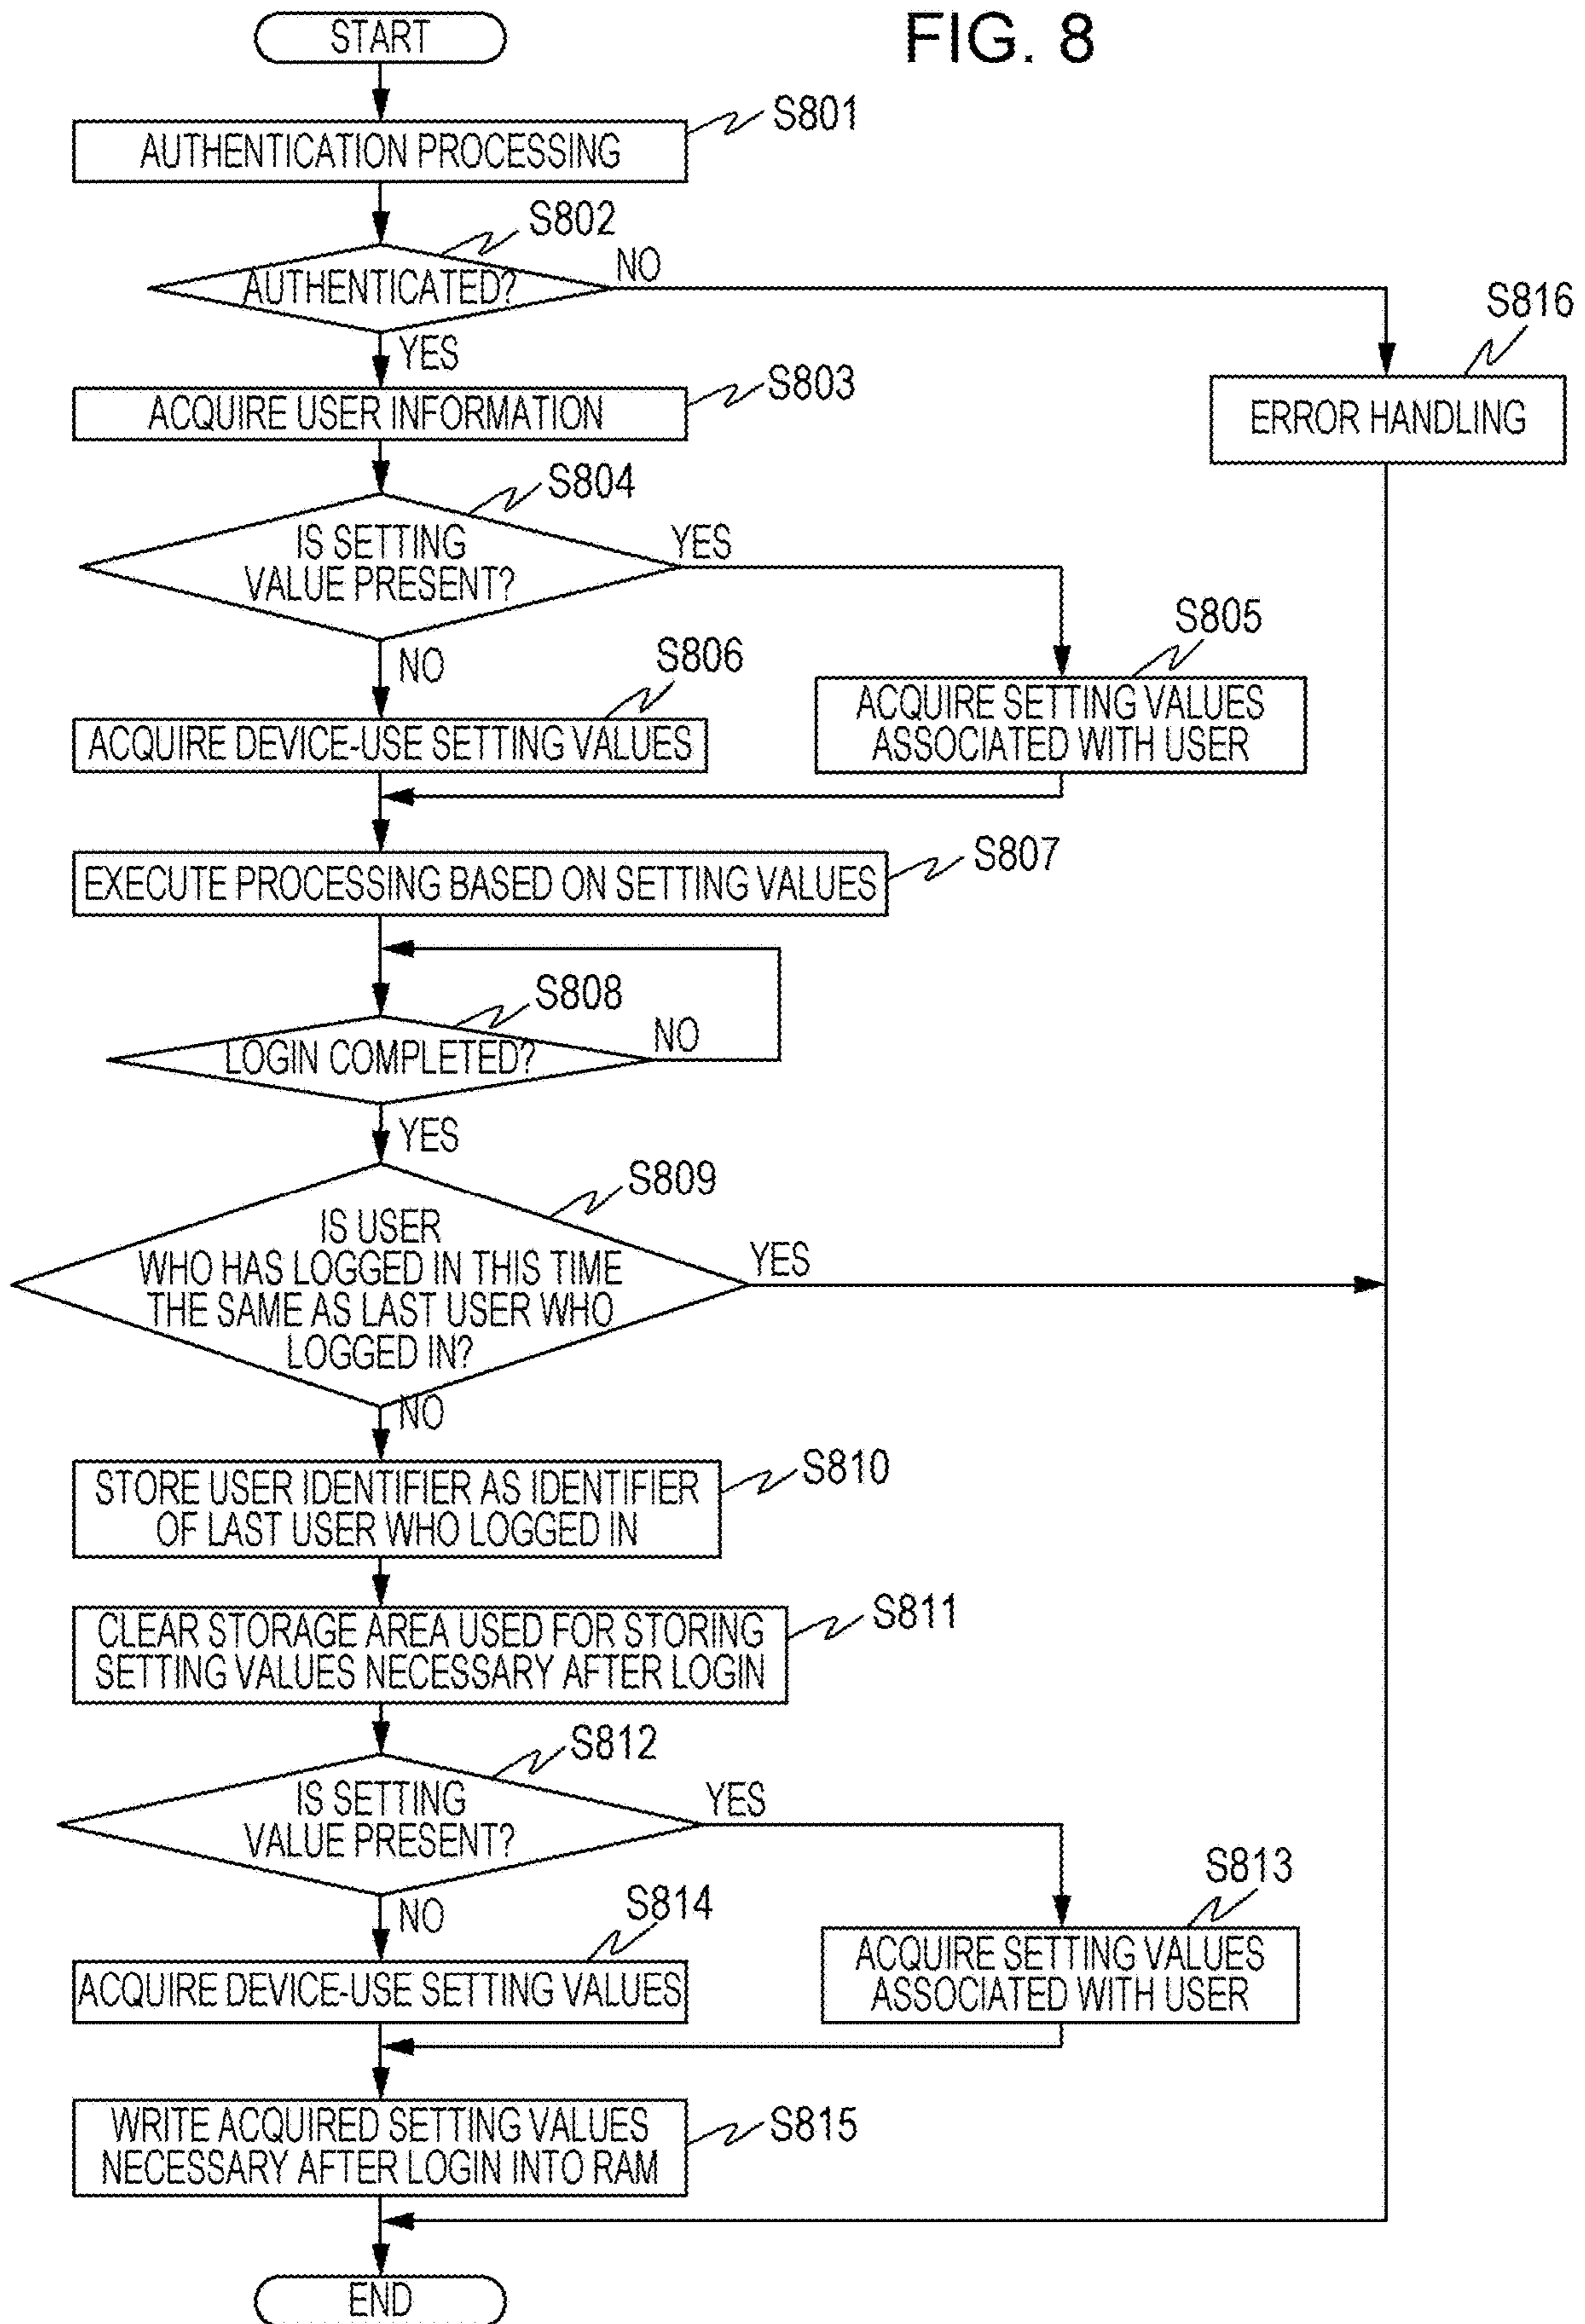 FIG. 8
START
S801
AUTHENTICATION PROCESSING
S802
AUTHENTICATED?
NO
YES
S816
ERROR HANDLING
S803
ACQUIRE USER INFORMATION
S804
IS SETTING
VALUE PRESENT?
YES
NO
S805
ACQUIRE SETTING VALUES
ASSOCIATED WITH USER
S806
ACQUIRE DEVICE-USE SETTING VALUES
S807
EXECUTE PROCESSING BASED ON SETTING VALUES
S808
LOGIN COMPLETED?
NO
YES
S809
IS USER
WHO HAS LOGGED IN THIS TIME
THE SAME AS LAST USER WHO
LOGGED IN?
YES
NO
S810
STORE USER IDENTIFIER AS IDENTIFIER
OF LAST USER WHO LOGGED IN
S811
CLEAR STORAGE AREA USED FOR STORING
SETTING VALUES NECESSARY AFTER LOGIN
S812
IS SETTING
VALUE PRESENT?
YES
NO
S813
ACQUIRE SETTING VALUES
ASSOCIATED WITH USER
S814
ACQUIRE DEVICE-USE SETTING VALUES
S815
WRITE ACQUIRED SETTING VALUES
NECESSARY AFTER LOGIN INTO RAM
END